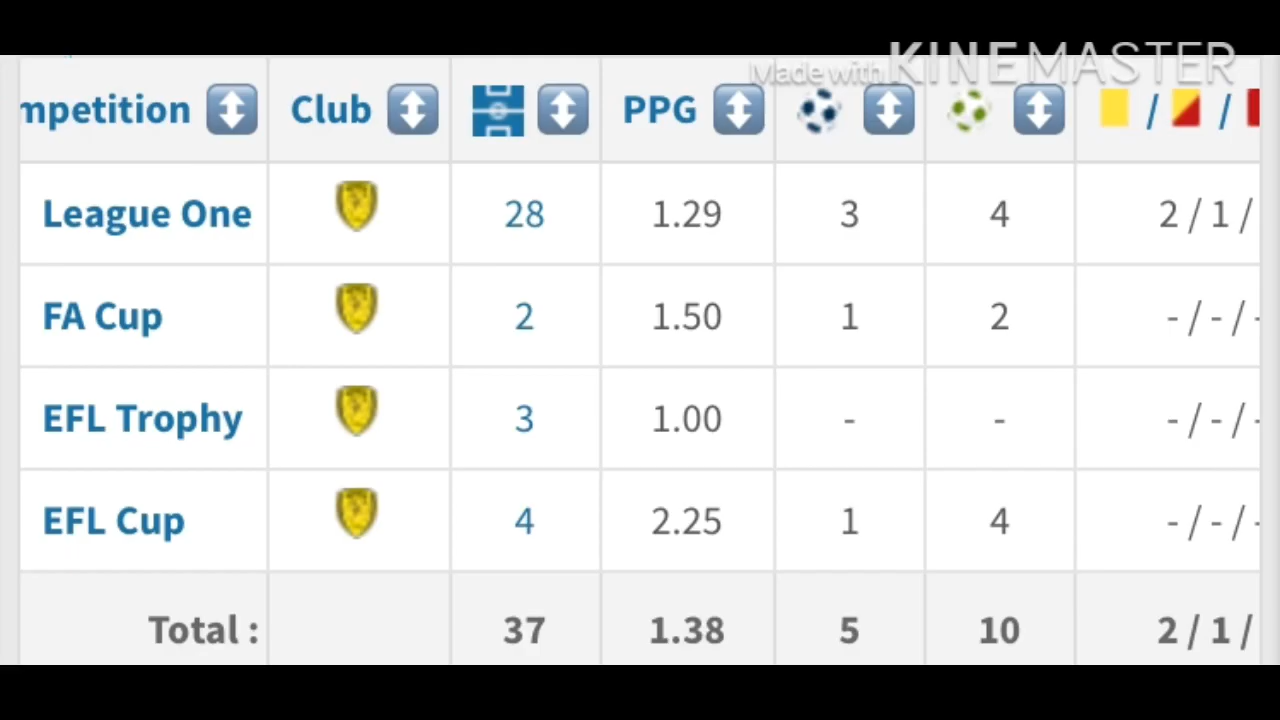 Made with KINEMASTER
mpetition Club PPG / /
League One 28 1.29 3 4 2 / 1 /
FA Cup 2 1.50 1 2 - / - / -
EFL Trophy 3 1.00 - - - / - / -
EFL Cup 4 2.25 1 4 - / - / -
Total : 37 1.38 5 10 2 / 1 /